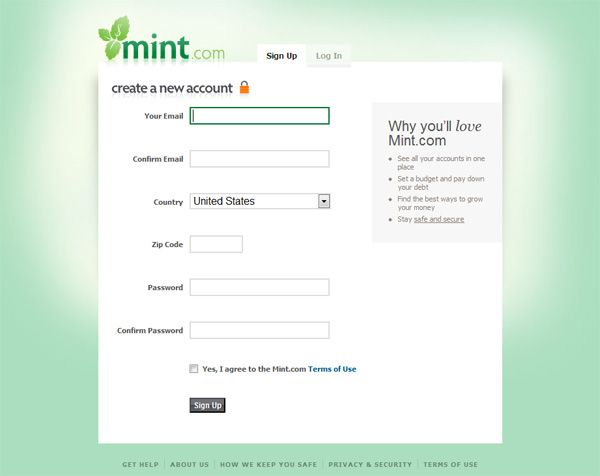 mint.com
Sign Up
Log In
create a new account
Your Email
Confirm Email
Country
United States
Zip Code
Password
Confirm Password
Yes, I agree to the Mint.com Terms of Use
Sign Up
Why you'll love
Mint.com
See all your accounts in one
place
Set a budget and pay down
your debt
Find the best ways to grow
your money
Stay safe and secure
GET HELP | ABOUT US | HOW WE KEEP YOU SAFE | PRIVACY & SECURITY | TERMS OF USE